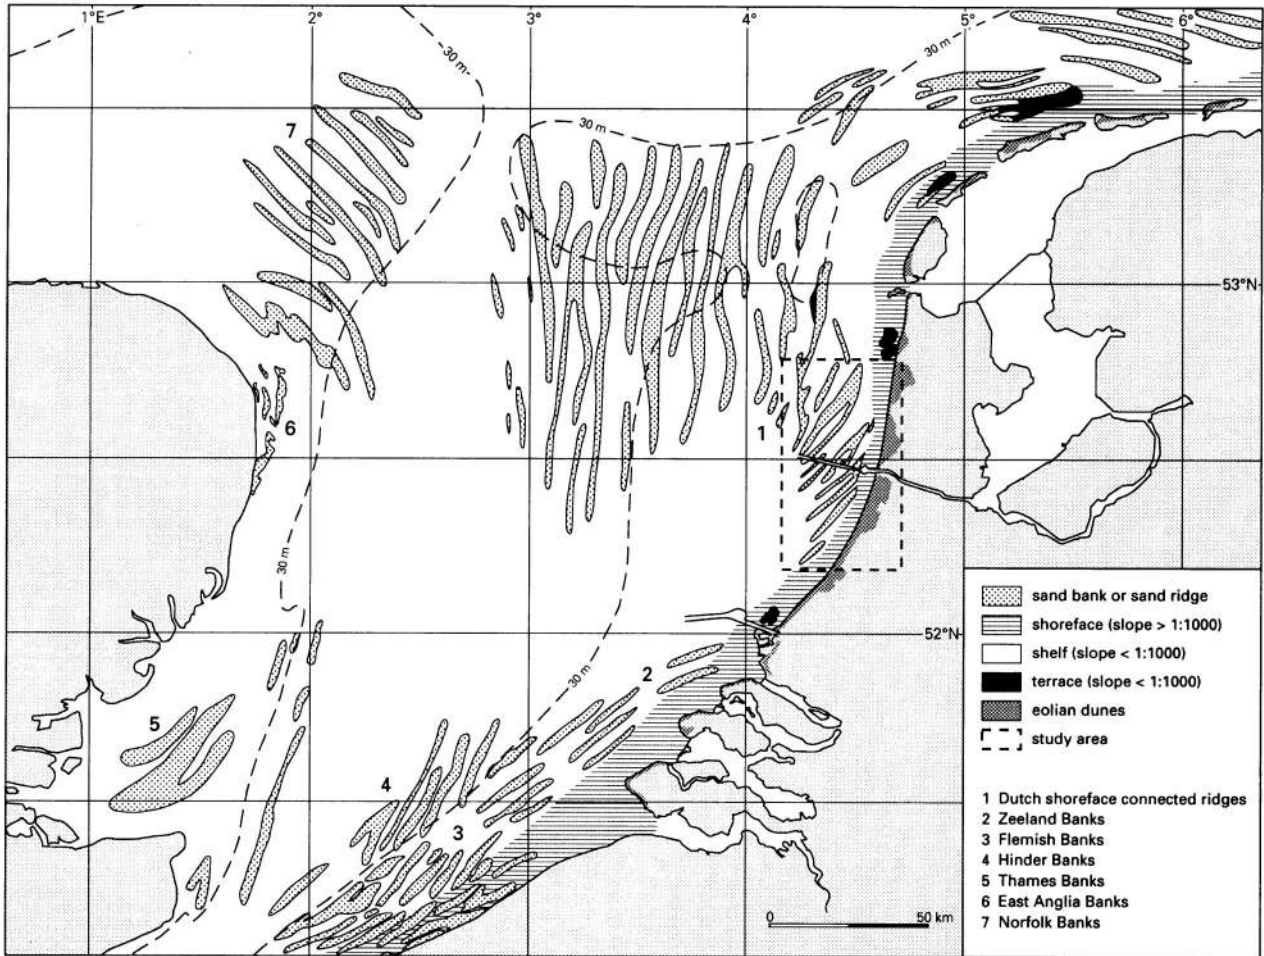 1°E 2° 3° 4° 5° 6°
30 m
30 m
30 m
7
53°N
6
1
30 m
52°N
2
30 m
5
4
3
0 50 km
sand bank or sand ridge
shoreface (slope > 1:1000)
shelf (slope < 1:1000)
terrace (slope < 1:1000)
eolian dunes
study area
1 Dutch shoreface connected ridges
2 Zeeland Banks
3 Flemish Banks
4 Hinder Banks
5 Thames Banks
6 East Anglia Banks
7 Norfolk Banks